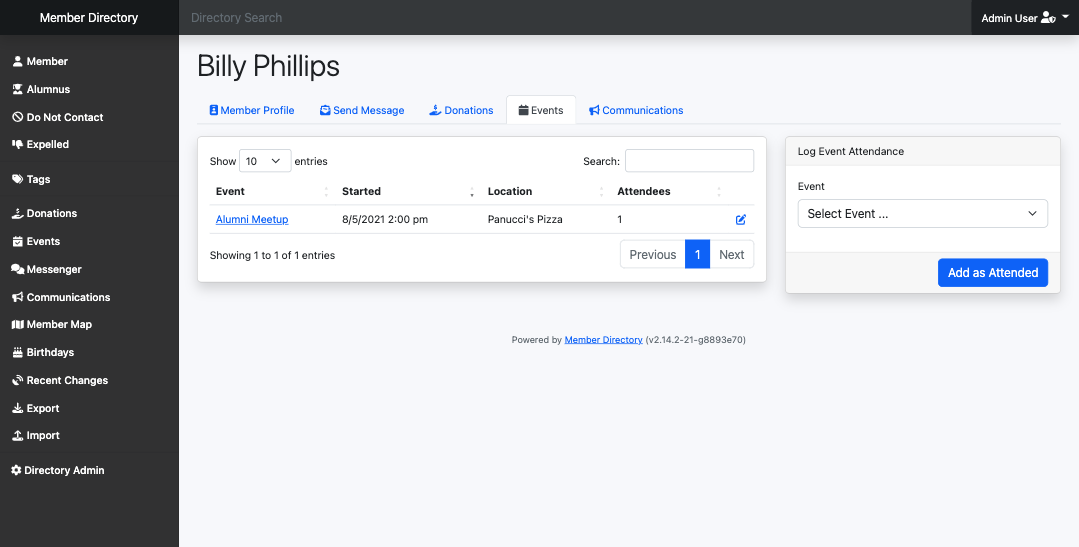 Member Directory
Directory Search
Admin User
Member
Alumnus
Do Not Contact
Expelled
Tags
Donations
Events
Messenger
Communications
Member Map
Birthdays
Recent Changes
Export
Import
Directory Admin
Billy Phillips
Member Profile Send Message Donations Events Communications
Show 10 entries Search:
Event Started Location Attendees
Alumni Meetup 8/5/2021 2:00 pm Panucci's Pizza 1
Showing 1 to 1 of 1 entries Previous 1 Next
Log Event Attendance
Event
Select Event ...
Add as Attended
Powered by Member Directory (v2.14.2-21-g8893e70)